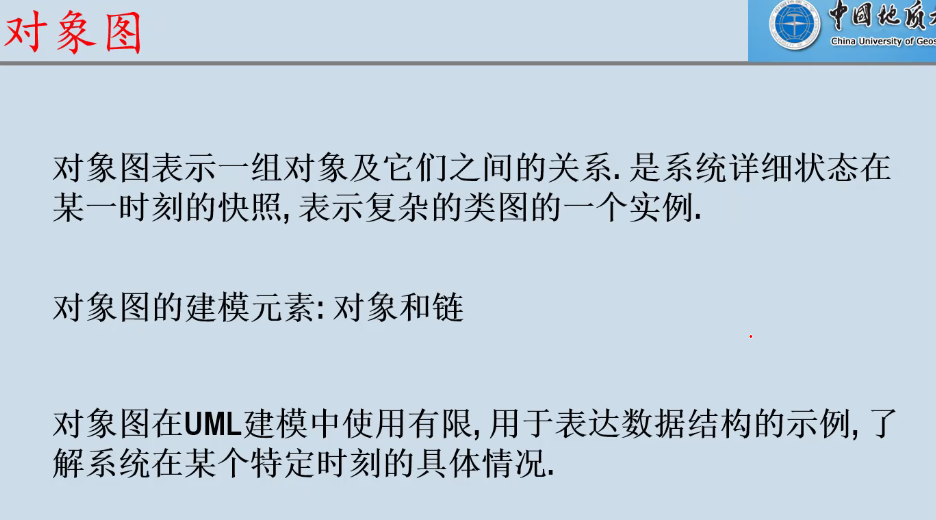 对象图
中国地质
China University of Geos
对象图表示一组对象及它们之间的关系. 是系统详细状态在
某一时刻的快照, 表示复杂的类图的一个实例.
对象图的建模元素: 对象和链
对象图在UML建模中使用有限, 用于表达数据结构的示例, 了
解系统在某个特定时刻的具体情况.